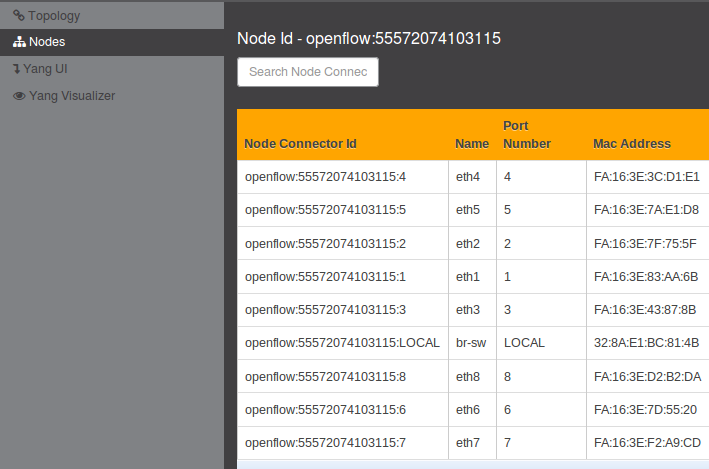 Topology
Nodes
Yang UI
Yang Visualizer
Node Id - openflow:55572074103115
Search Node Connec
Node Connector Id Name Port Number Mac Address
openflow:55572074103115:4 eth4 4 FA:16:3E:3C:D1:E1
openflow:55572074103115:5 eth5 5 FA:16:3E:7A:E1:D8
openflow:55572074103115:2 eth2 2 FA:16:3E:7F:75:5F
openflow:55572074103115:1 eth1 1 FA:16:3E:83:AA:6B
openflow:55572074103115:3 eth3 3 FA:16:3E:43:87:8B
openflow:55572074103115:LOCAL br-sw LOCAL 32:8A:E1:BC:81:4B
openflow:55572074103115:8 eth8 8 FA:16:3E:D2:B2:DA
openflow:55572074103115:6 eth6 6 FA:16:3E:7D:55:20
openflow:55572074103115:7 eth7 7 FA:16:3E:F2:A9:CD